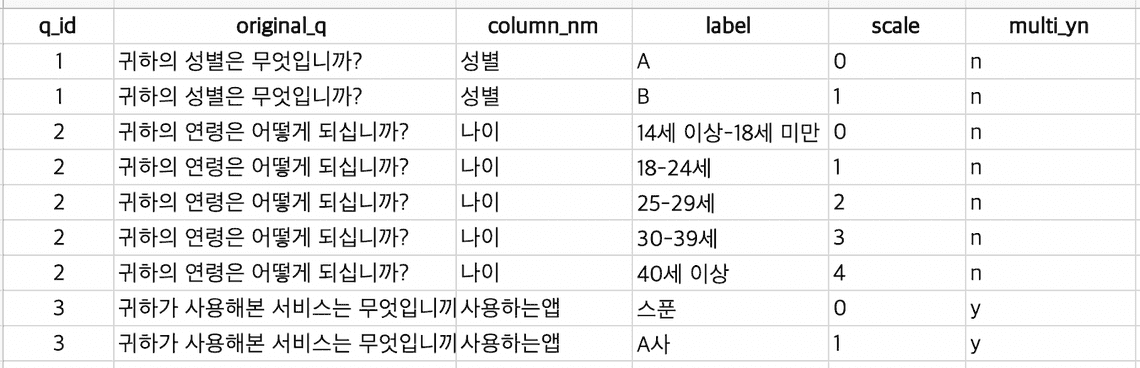 q_id original_q column_nm label scale multi_yn
1 귀하의 성별은 무엇입니까? 성별 A 0 n
1 귀하의 성별은 무엇입니까? 성별 B 1 n
2 귀하의 연령은 어떻게 되십니까? 나이 14세 이상-18세 미만 0 n
2 귀하의 연령은 어떻게 되십니까? 나이 18-24세 1 n
2 귀하의 연령은 어떻게 되십니까? 나이 25-29세 2 n
2 귀하의 연령은 어떻게 되십니까? 나이 30-39세 3 n
2 귀하의 연령은 어떻게 되십니까? 나이 40세 이상 4 n
3 귀하가 사용해본 서비스는 무엇입니까 사용하는앱 스푼 0 y
3 귀하가 사용해본 서비스는 무엇입니까 사용하는앱 A사 1 y